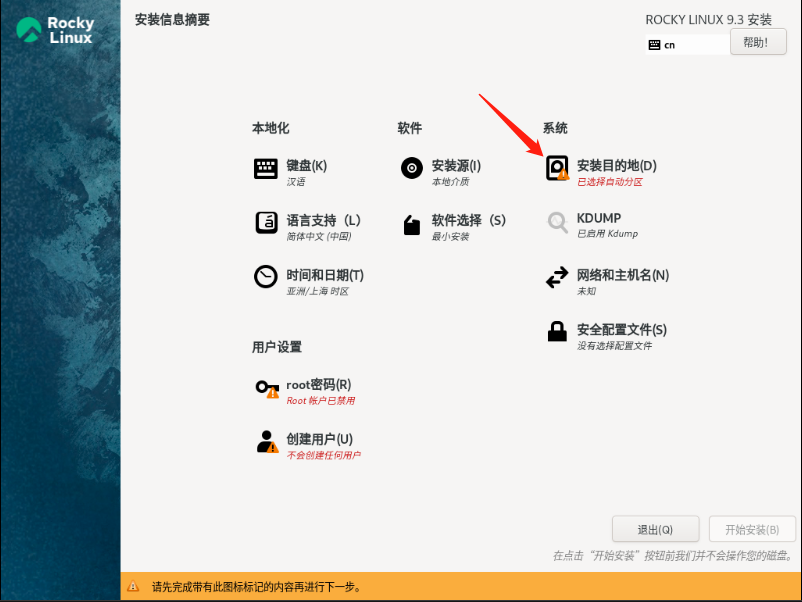 Rocky
Linux
安装信息摘要
ROCKY LINUX 9.3 安装
cn
帮助!
本地化
键盘(K)
汉语
语言支持（L）
简体中文 (中国)
时间和日期(T)
亚洲/上海 时区
软件
安装源(I)
本地介质
软件选择（S）
最小安装
系统
安装目的地(D)
已选择自动分区
KDUMP
已启用 Kdump
网络和主机名(N)
未知
安全配置文件(S)
没有选择配置文件
用户设置
root密码(R)
Root 帐户已禁用
创建用户(U)
不会创建任何用户
退出(Q)
开始安装(B)
在点击“开始安装”按钮前我们并不会操作您的磁盘。
请先完成带有此图标标记的内容再进行下一步。